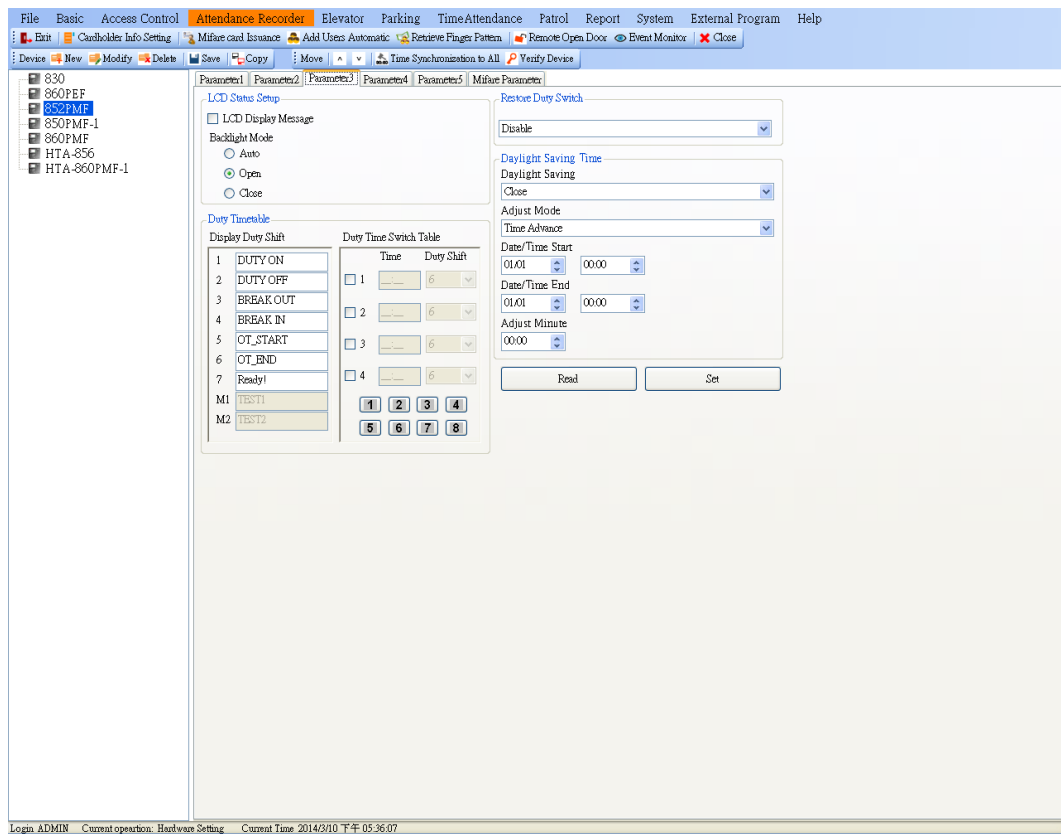 File Basic Access Control Attendance Recorder Elevator Parking TimeAttendance Patrol Report System External Program Help
Exit Cardholder Info Setting Mifare card Issuance Add Users Automatic Retrieve Finger Pattern Remote Open Door Event Monitor Close
Device New Modify Delete Save Copy Move Time Synchronization to All Verify Device
830
860PEF
852PMF
850PMF-1
860PMF
HTA-856
HTA-860PMF-1
Parameter1 Parameter2 Parameter3 Parameter4 Parameter5 Mifare Parameter
LCD Status Setup
LCD Display Message
Backlight Mode
Auto
Open
Close
Duty Timetable
Display Duty Shift
1 DUTY ON
2 DUTY OFF
3 BREAK OUT
4 BREAK IN
5 OT_START
6 OT_END
7 Ready!
M1 TEST1
M2 TEST2
Duty Time Switch Table
Time Duty Shift
1 __:__ 6
2 __:__ 6
3 __:__ 6
4 __:__ 6
1 2 3 4
5 6 7 8
Restore Duty Switch
Disable
Daylight Saving Time
Daylight Saving
Close
Adjust Mode
Time Advance
Date/Time Start
01/01 00:00
Date/Time End
01/01 00:00
Adjust Minute
00:00
Read Set
Login ADMIN Current opeartion: Hardware Setting Current Time 2014/3/10 下午 05:36:07